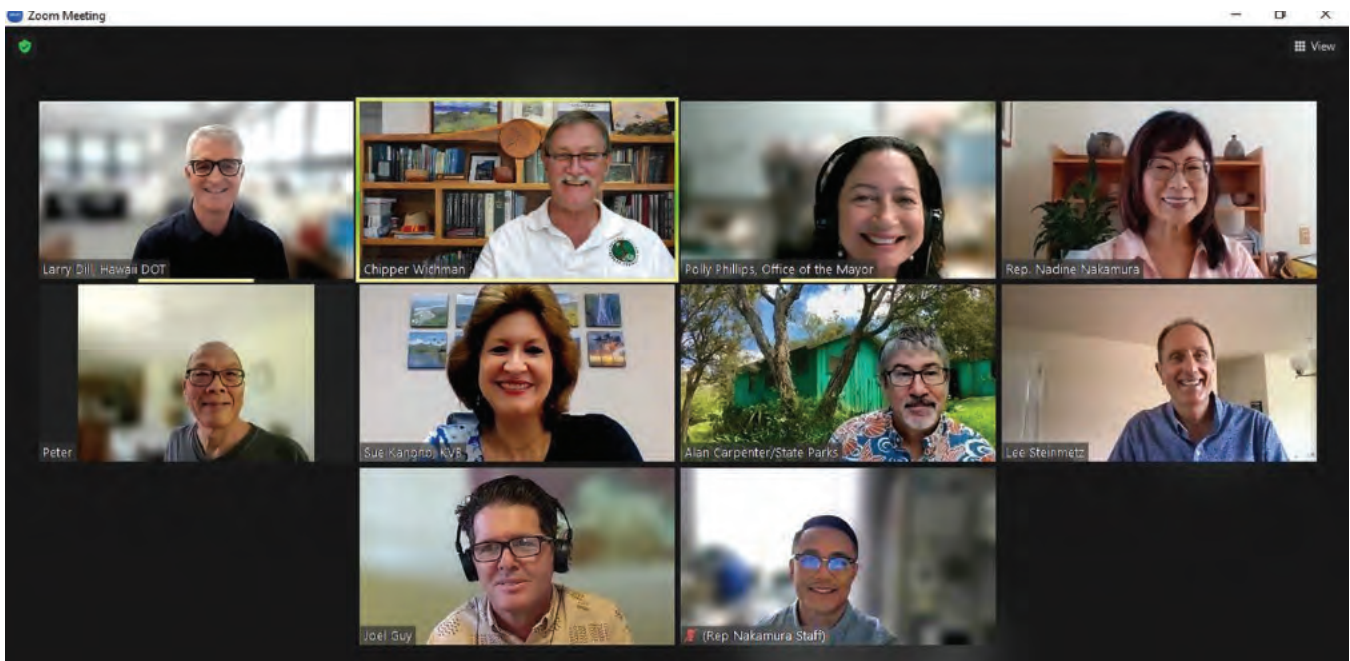 Zoom Meeting
View
Larry Dill, Hawaii DOT
Chipper Wichman
Polly Phillips, Office of the Mayor
Rep. Nadine Nakamura
Peter
Sue Kanoho, KVB
Alan Carpenter/State Parks
Lee Steinmetz
Joel Guy
(Rep Nakamura Staff)